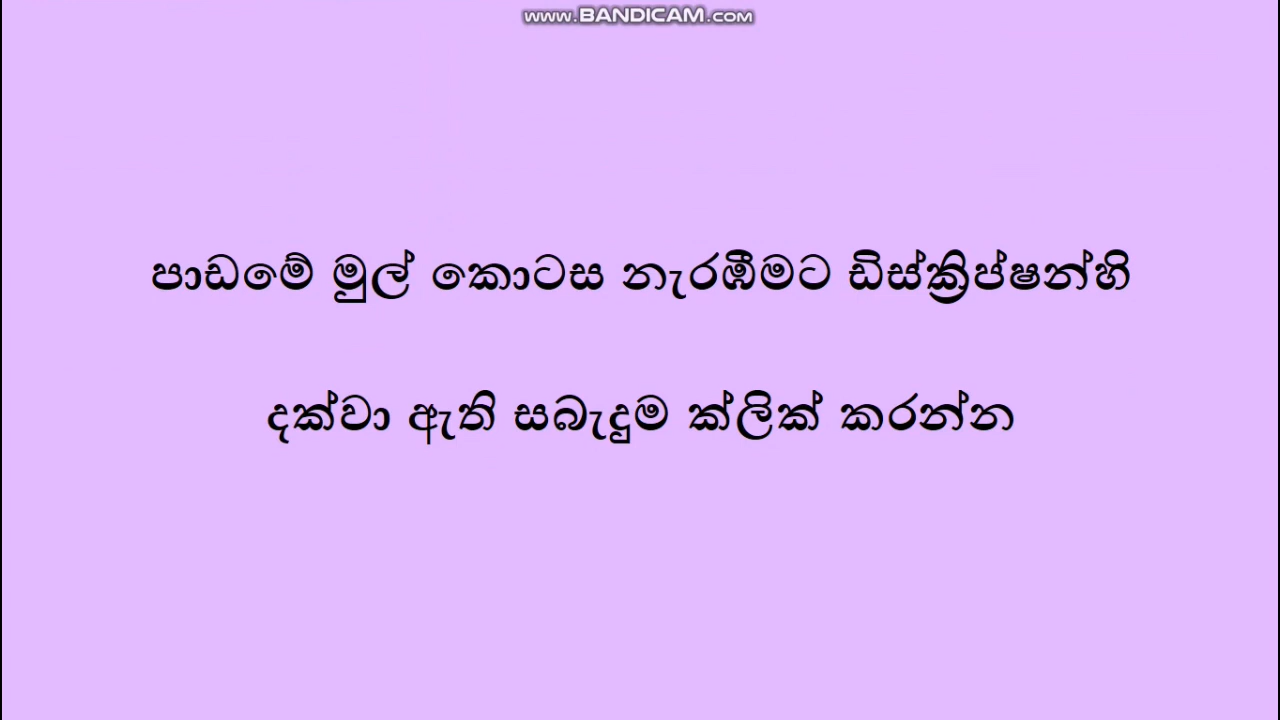 www.BANDICAM.com
පාඩමේ මුල් කොටස නැරඹීමට ඩිස්ක්‍රිප්ෂන්හි
දක්වා ඇති සබැඳුම ක්ලික් කරන්න